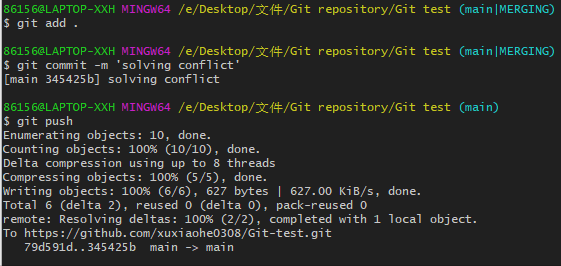 86156@LAPTOP-XXH MINGW64 /e/Desktop/文件/Git repository/Git test (main|MERGING)
$ git add .
86156@LAPTOP-XXH MINGW64 /e/Desktop/文件/Git repository/Git test (main|MERGING)
$ git commit -m 'solving conflict'
[main 345425b] solving conflict
86156@LAPTOP-XXH MINGW64 /e/Desktop/文件/Git repository/Git test (main)
$ git push
Enumerating objects: 10, done.
Counting objects: 100% (10/10), done.
Delta compression using up to 8 threads
Compressing objects: 100% (5/5), done.
Writing objects: 100% (6/6), 627 bytes | 627.00 KiB/s, done.
Total 6 (delta 2), reused 0 (delta 0), pack-reused 0
remote: Resolving deltas: 100% (2/2), completed with 1 local object.
To https://github.com/xuxiaohe0308/Git-test.git
   79d591d..345425b  main -> main